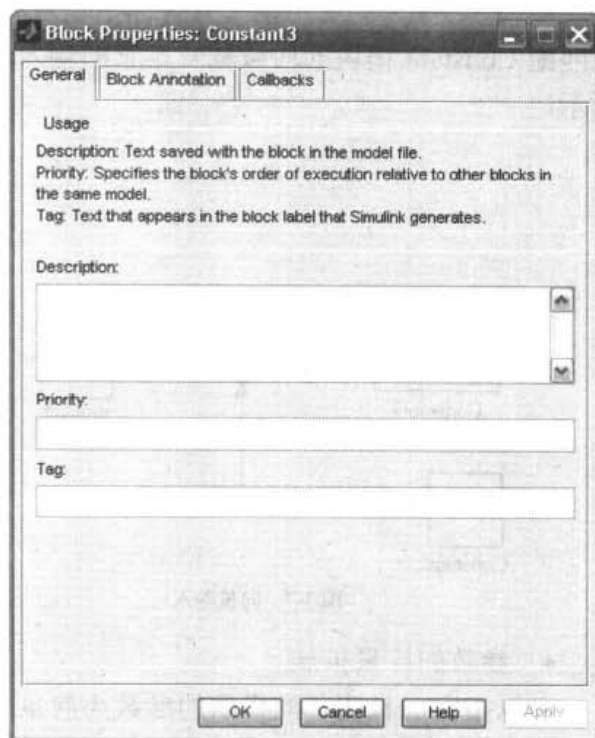 Block Properties: Constant3
General
Block Annotation
Callbacks
Usage
Description: Text saved with the block in the model file.
Priority: Specifies the block's order of execution relative to other blocks in
the same model.
Tag: Text that appears in the block label that Simulink generates.
Description:
Priority:
Tag:
OK
Cancel
Help
Apply